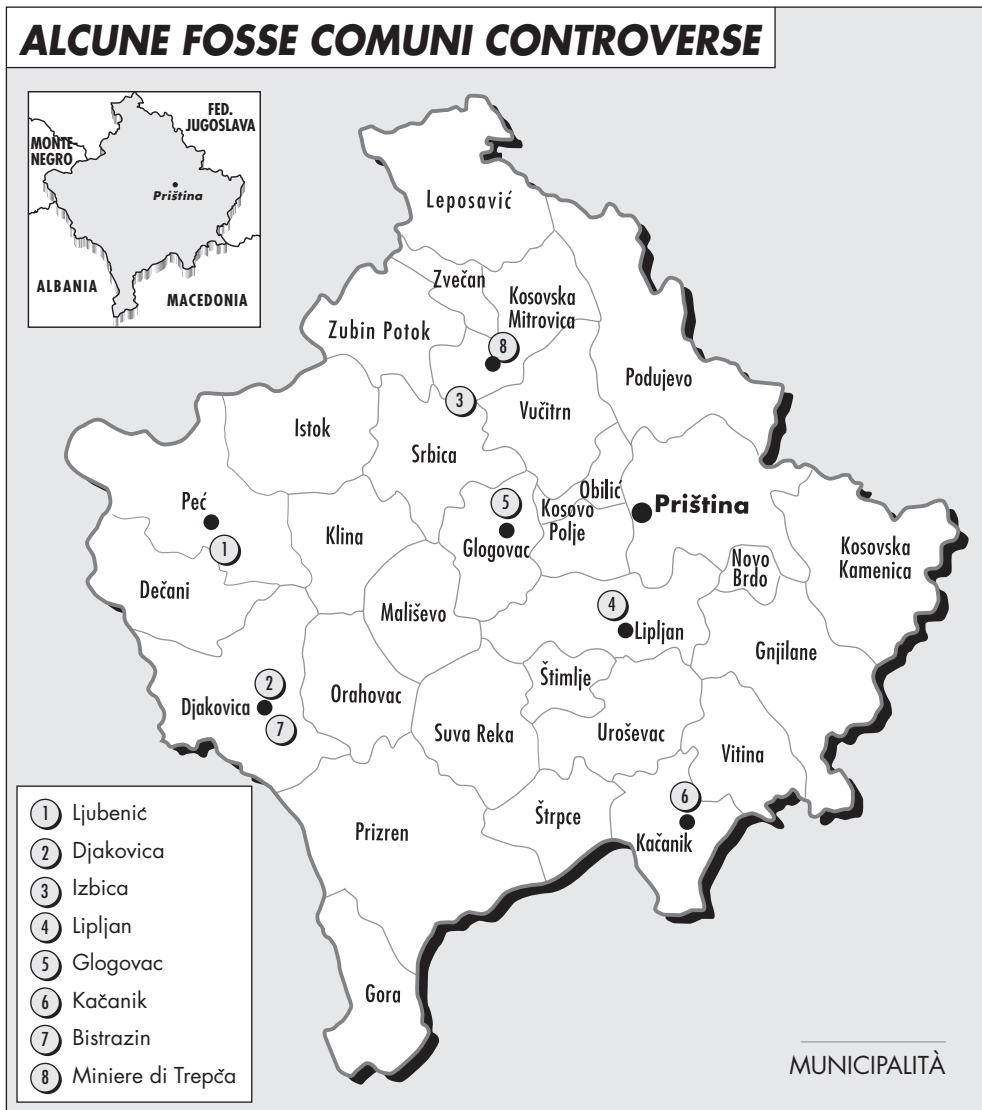 ALCUNE FOSSE COMUNI CONTROVERSE
FED.
JUGOSLAVA
MONTE
NEGRO
Priština
ALBANIA
MACEDONIA
Leposavić
Zvečan
Kosovska
Mitrovica
Zubin Potok
8
Podujevo
3
Vučitrn
Istok
Srbica
Obilić
Peć
5
Priština
Kosovo
Polje
Klina
Glogovac
1
Novo
Brdo
Kosovska
Kamenica
Dečani
Mališevo
4
Lipljan
Gnjilane
Štimlje
2
Orahovac
Djakovica
7
Suva Reka
Uroševac
Vitina
6
Prizren
Štrpce
Kačanik
Gora
1 Ljubenić
2 Djakovica
3 Izbica
4 Lipljan
5 Glogovac
6 Kačanik
7 Bistrazin
8 Miniere di Trepča
MUNICIPALITÀ